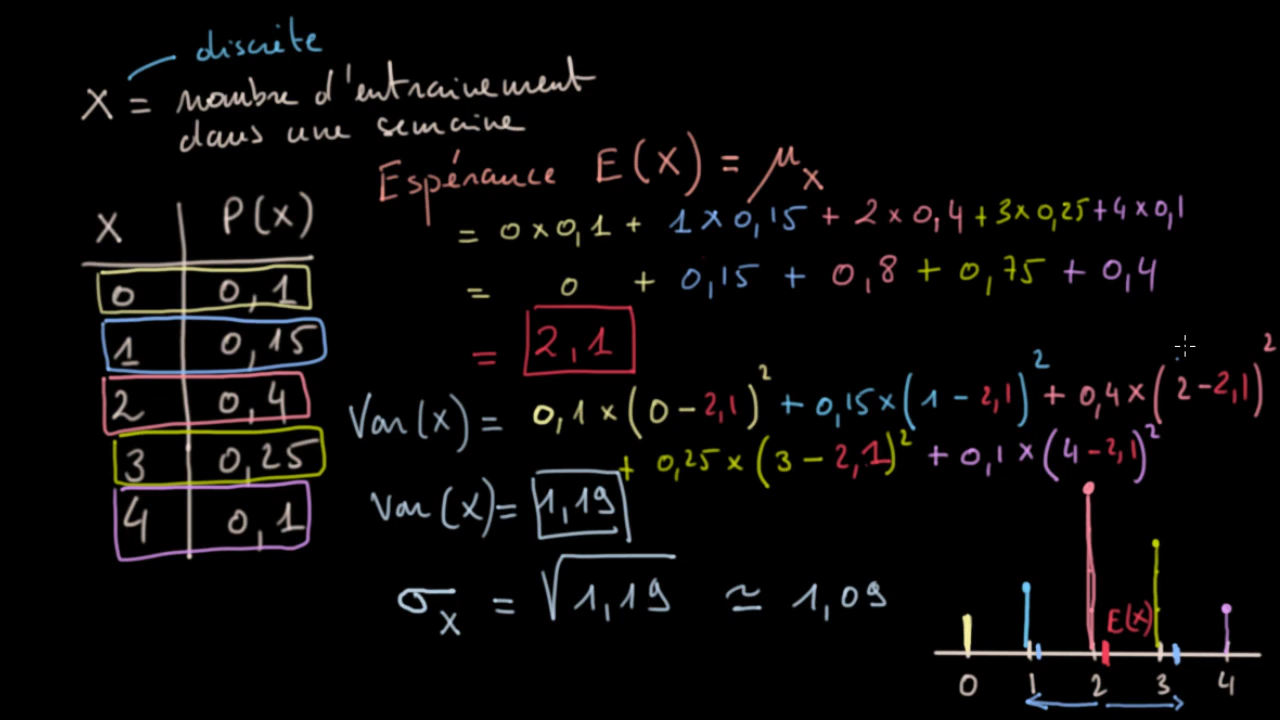 discrète
X = nombre d'entrainement
dans une semaine
Espérance E(X) = μ_X
= 0 × 0,1 + 1 × 0,15 + 2 × 0,4 + 3 × 0,25 + 4 × 0,1
= 0 + 0,15 + 0,8 + 0,75 + 0,4
= 2,1
X P(x)
0 0,1
1 0,15
2 0,4
3 0,25
4 0,1
Var(X) = 0,1 × (0 - 2,1)² + 0,15 × (1 - 2,1)² + 0,4 × (2 - 2,1)²
+ 0,25 × (3 - 2,1)² + 0,1 × (4 - 2,1)²
Var(X) = 1,19
σ_X = √1,19 ≃ 1,09
E(X)
0 1 2 3 4